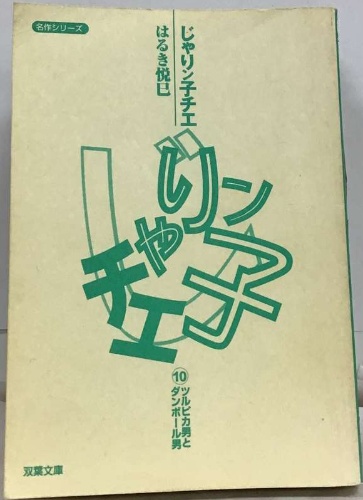 名作シリーズ
じゃリン子チエ
はるき悦巳
じゃリン子
チエ
⑩ツルピカ男と
ダンボール男
双葉文庫